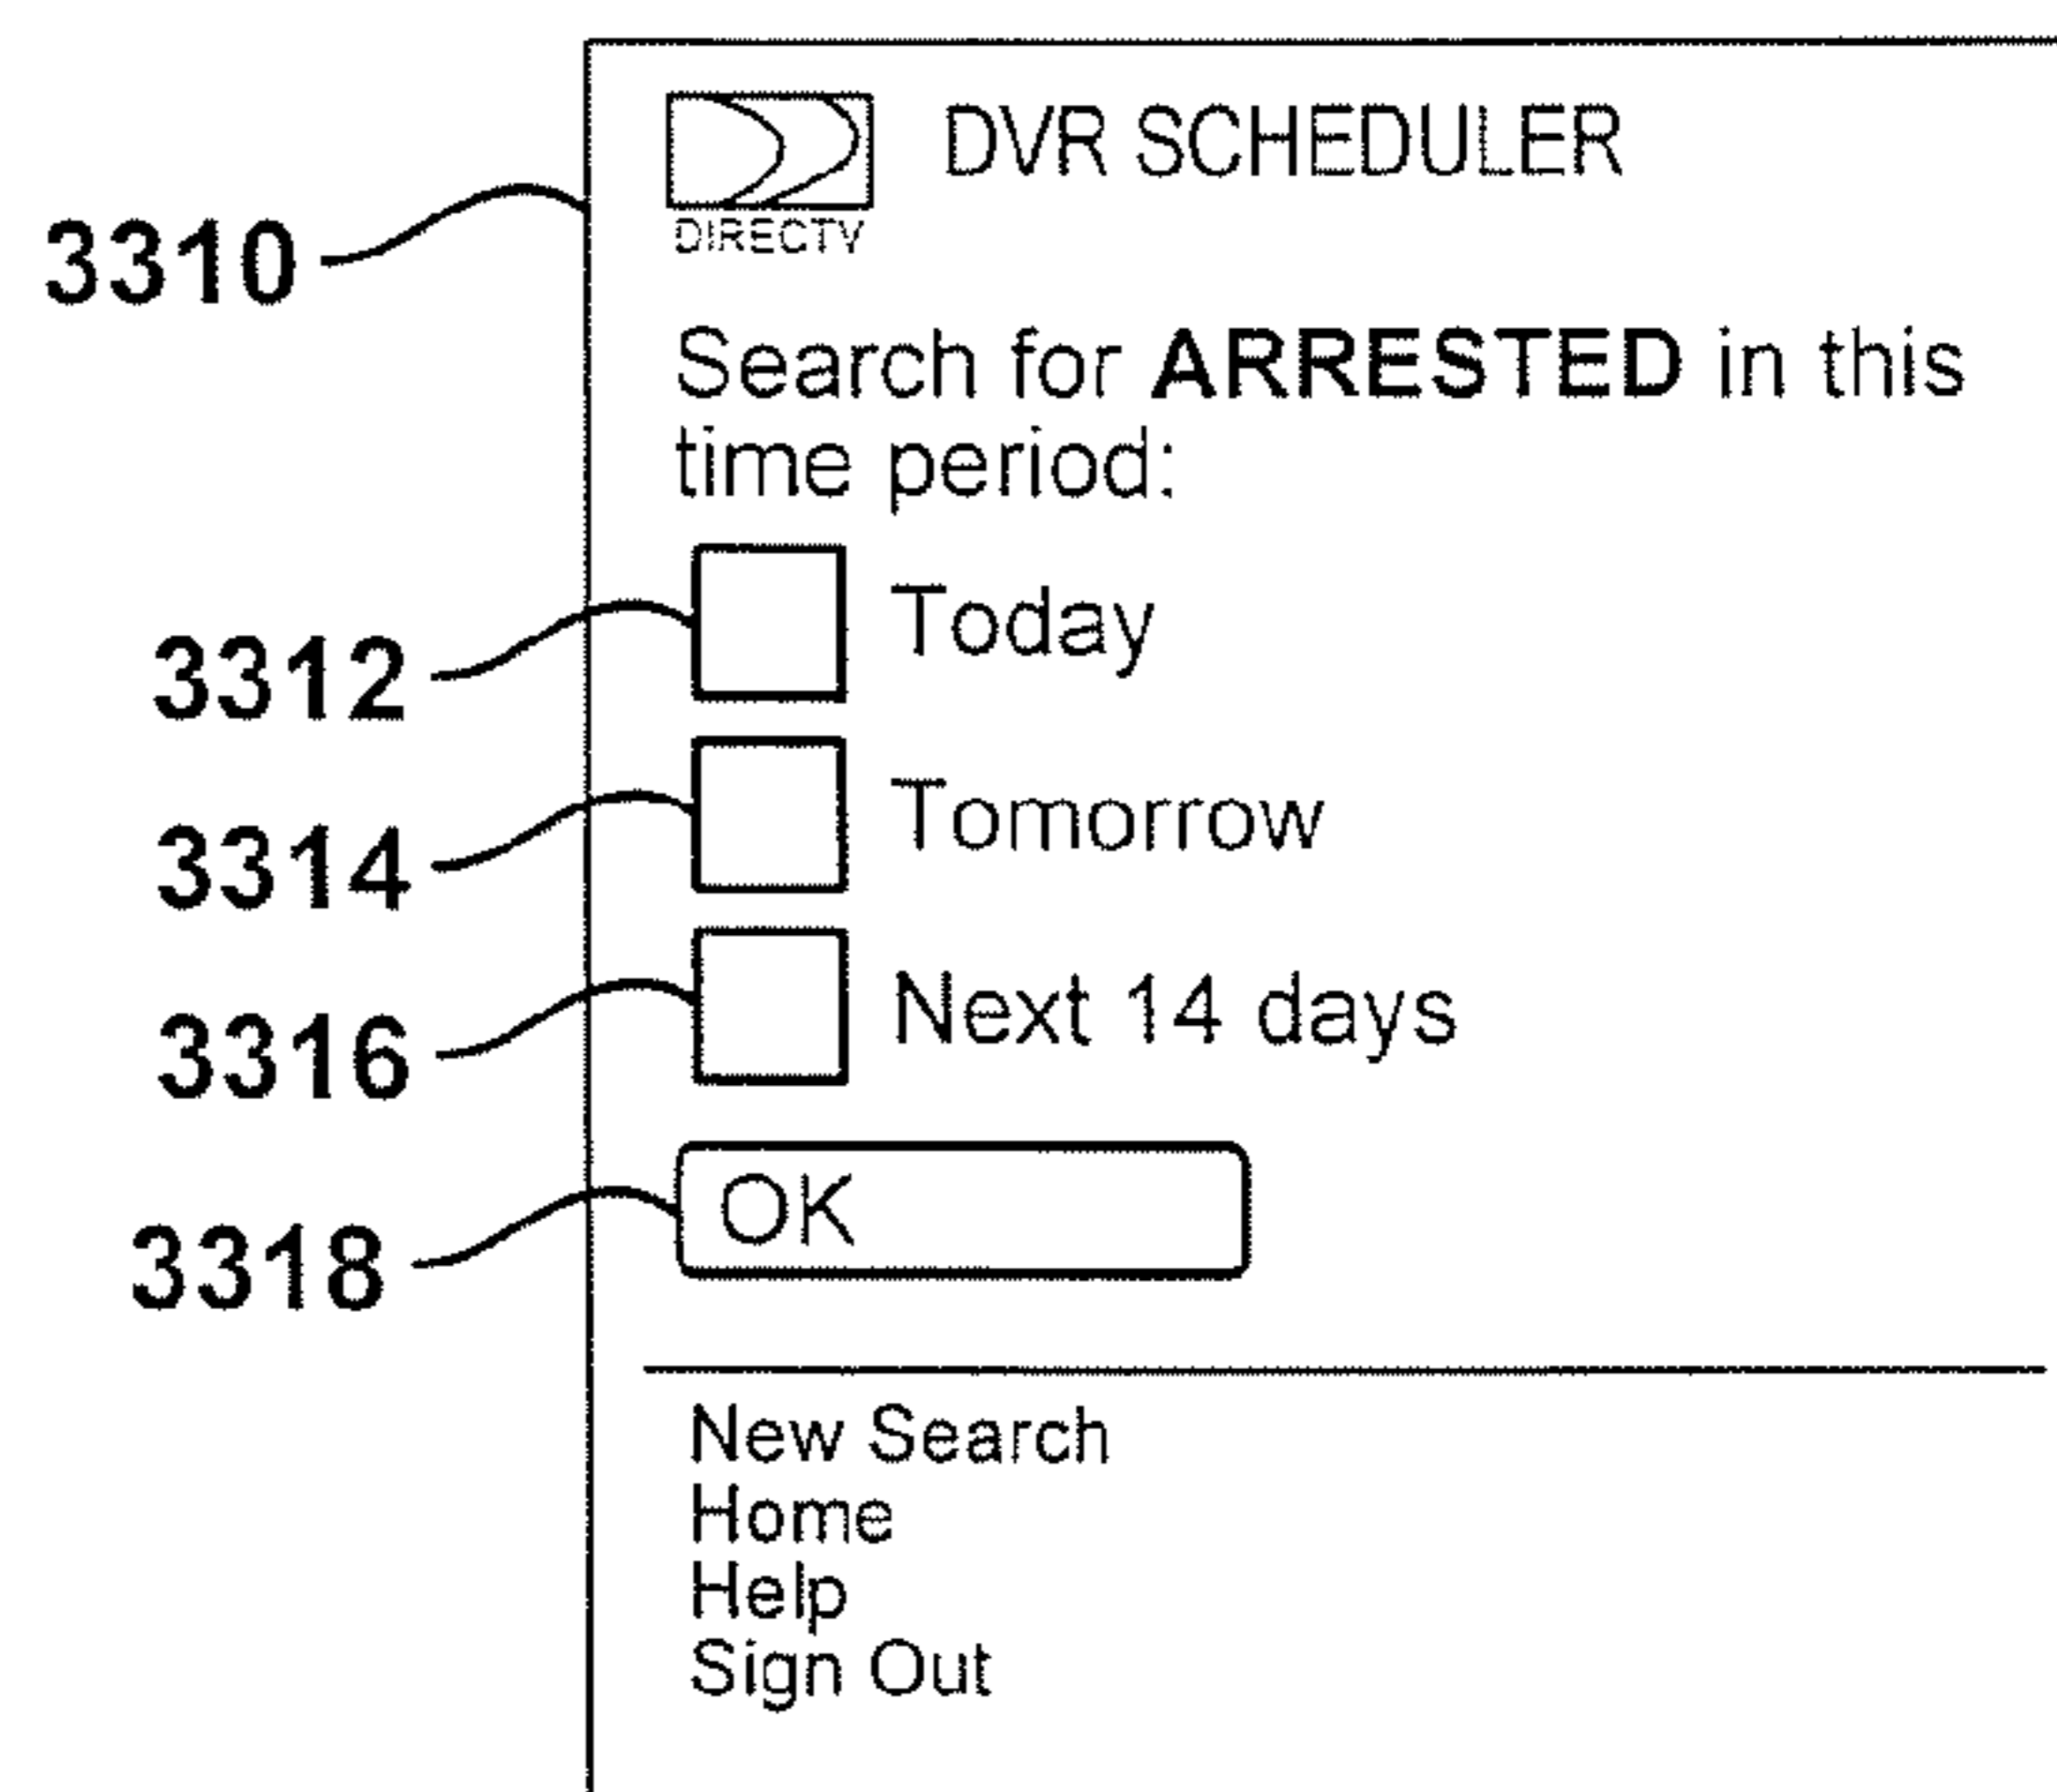 DVR SCHEDULER
DIRECTV
3310
Search for ARRESTED in this
time period:
3312
Today
3314
Tomorrow
3316
Next 14 days
3318
OK
New Search
Home
Help
Sign Out